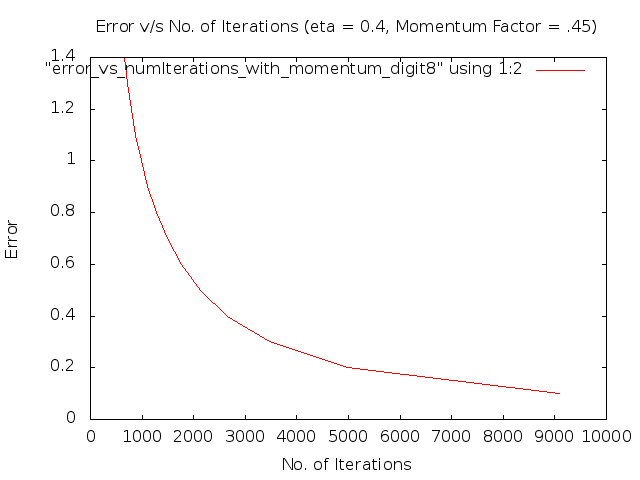 Error v/s No. of Iterations (eta = 0.4, Momentum Factor = .45)
1.4
"error_vs_numIterations_with_momentum_digit8" using 1:2
1.2
1
0.8
Error
0.6
0.4
0.2
0
0 1000 2000 3000 4000 5000 6000 7000 8000 9000 10000
No. of Iterations